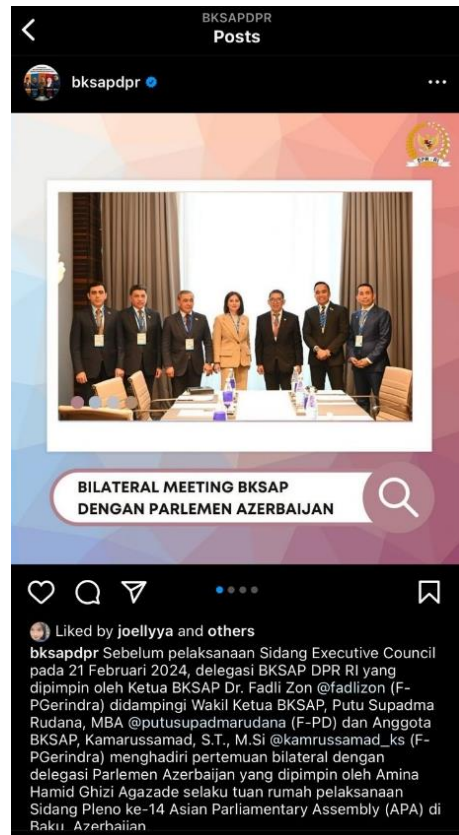 BKSAPDPR
Posts
bksapdpr
DPR RI
BILATERAL MEETING BKSAP
DENGAN PARLEMEN AZERBAIJAN
Liked by joellyya and others
bksapdpr Sebelum pelaksanaan Sidang Executive Council
pada 21 Februari 2024, delegasi BKSAP DPR RI yang
dipimpin oleh Ketua BKSAP Dr. Fadli Zon @fadlizon (F-
PGerindra) didampingi Wakil Ketua BKSAP, Putu Supadma
Rudana, MBA @putusupadmarudana (F-PD) dan Anggota
BKSAP, Kamarussamad, S.T., M.Si @kamrussamad_ks (F-
PGerindra) menghadiri pertemuan bilateral dengan
delegasi Parlemen Azerbaijan yang dipimpin oleh Amina
Hamid Ghizi Agazade selaku tuan rumah pelaksanaan
Sidang Pleno ke-14 Asian Parliamentary Assembly (APA) di
Baku, Azerbaijan